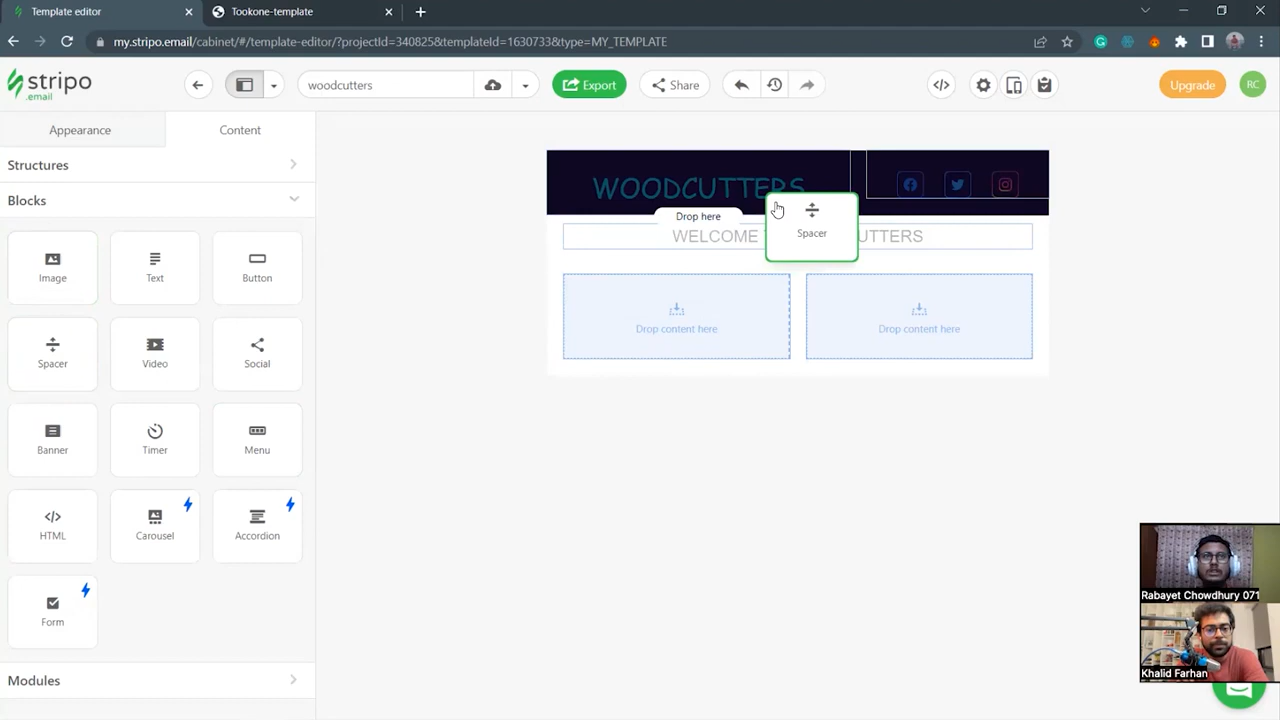 Template editor
Tookone-template
my.stripo.email/cabinet/#/template-editor/?projectId=340825&templateId=1630733&type=MY_TEMPLATE
stripo
.email
woodcutters
Export
Share
Upgrade
RC
Appearance
Content
Structures
Blocks
Image
Text
Button
Spacer
Video
Social
Banner
Timer
Menu
HTML
Carousel
Accordion
Form
Modules
WOODCUTTERS
Drop here
Spacer
WELCOME UTTERS
Drop content here
Drop content here
Rabayet Chowdhury 071
Khalid Farhan